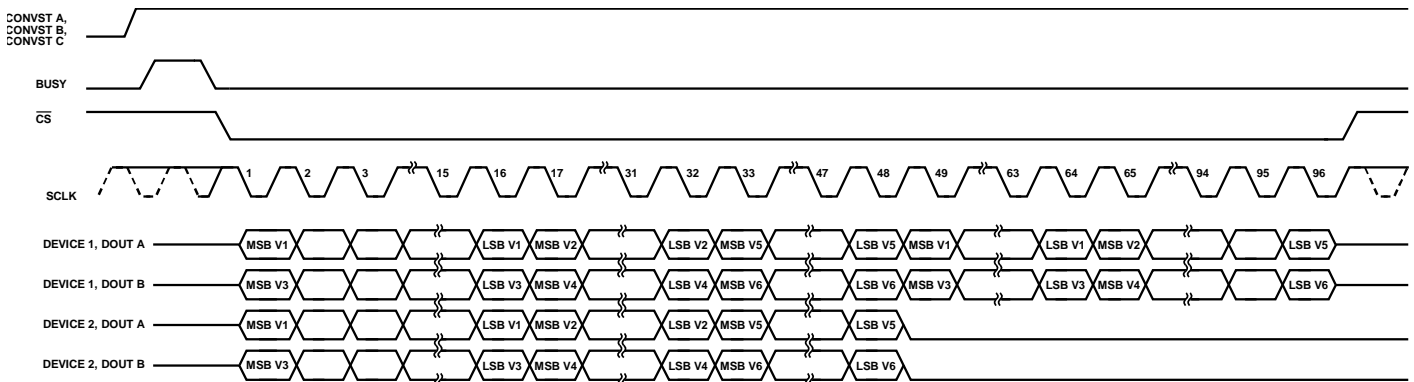 CONVST A,
CONVST B,
CONVST C
BUSY
CS
SCLK
1 2 3 15 16 17 31 32 33 47 48 49 63 64 65 94 95 96
DEVICE 1, DOUT A MSB V1 LSB V1 MSB V2 LSB V2 MSB V5 LSB V5 MSB V1 LSB V1 MSB V2 LSB V5
DEVICE 1, DOUT B MSB V3 LSB V3 MSB V4 LSB V4 MSB V6 LSB V6 MSB V3 LSB V3 MSB V4 LSB V6
DEVICE 2, DOUT A MSB V1 LSB V1 MSB V2 LSB V2 MSB V5 LSB V5
DEVICE 2, DOUT B MSB V3 LSB V3 MSB V4 LSB V4 MSB V6 LSB V6